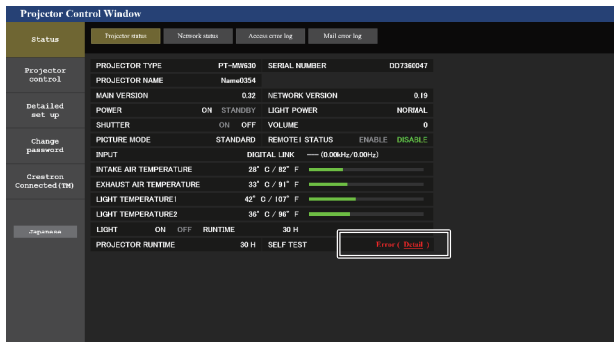 Projector Control Window
Status
Projector status Network status Access error log Mail error log
Projector control
Detailed set up
Change password
Crestron Connected(TM)
Japanese
PROJECTOR TYPE PT-MW630 SERIAL NUMBER DD7360047
PROJECTOR NAME Name0354
MAIN VERSION 0.32 NETWORK VERSION 0.19
POWER ON STANDBY LIGHT POWER NORMAL
SHUTTER ON OFF VOLUME 0
PICTURE MODE STANDARD REMOTE1 STATUS ENABLE DISABLE
INPUT DIGITAL LINK — (0.00kHz/0.00Hz)
INTAKE AIR TEMPERATURE 28° C / 82° F
EXHAUST AIR TEMPERATURE 33° C / 91° F
LIGHT TEMPERATURE1 42° C / 107° F
LIGHT TEMPERATURE2 36° C / 96° F
LIGHT ON OFF RUNTIME 30 H
PROJECTOR RUNTIME 30 H SELF TEST Error ( Detail )